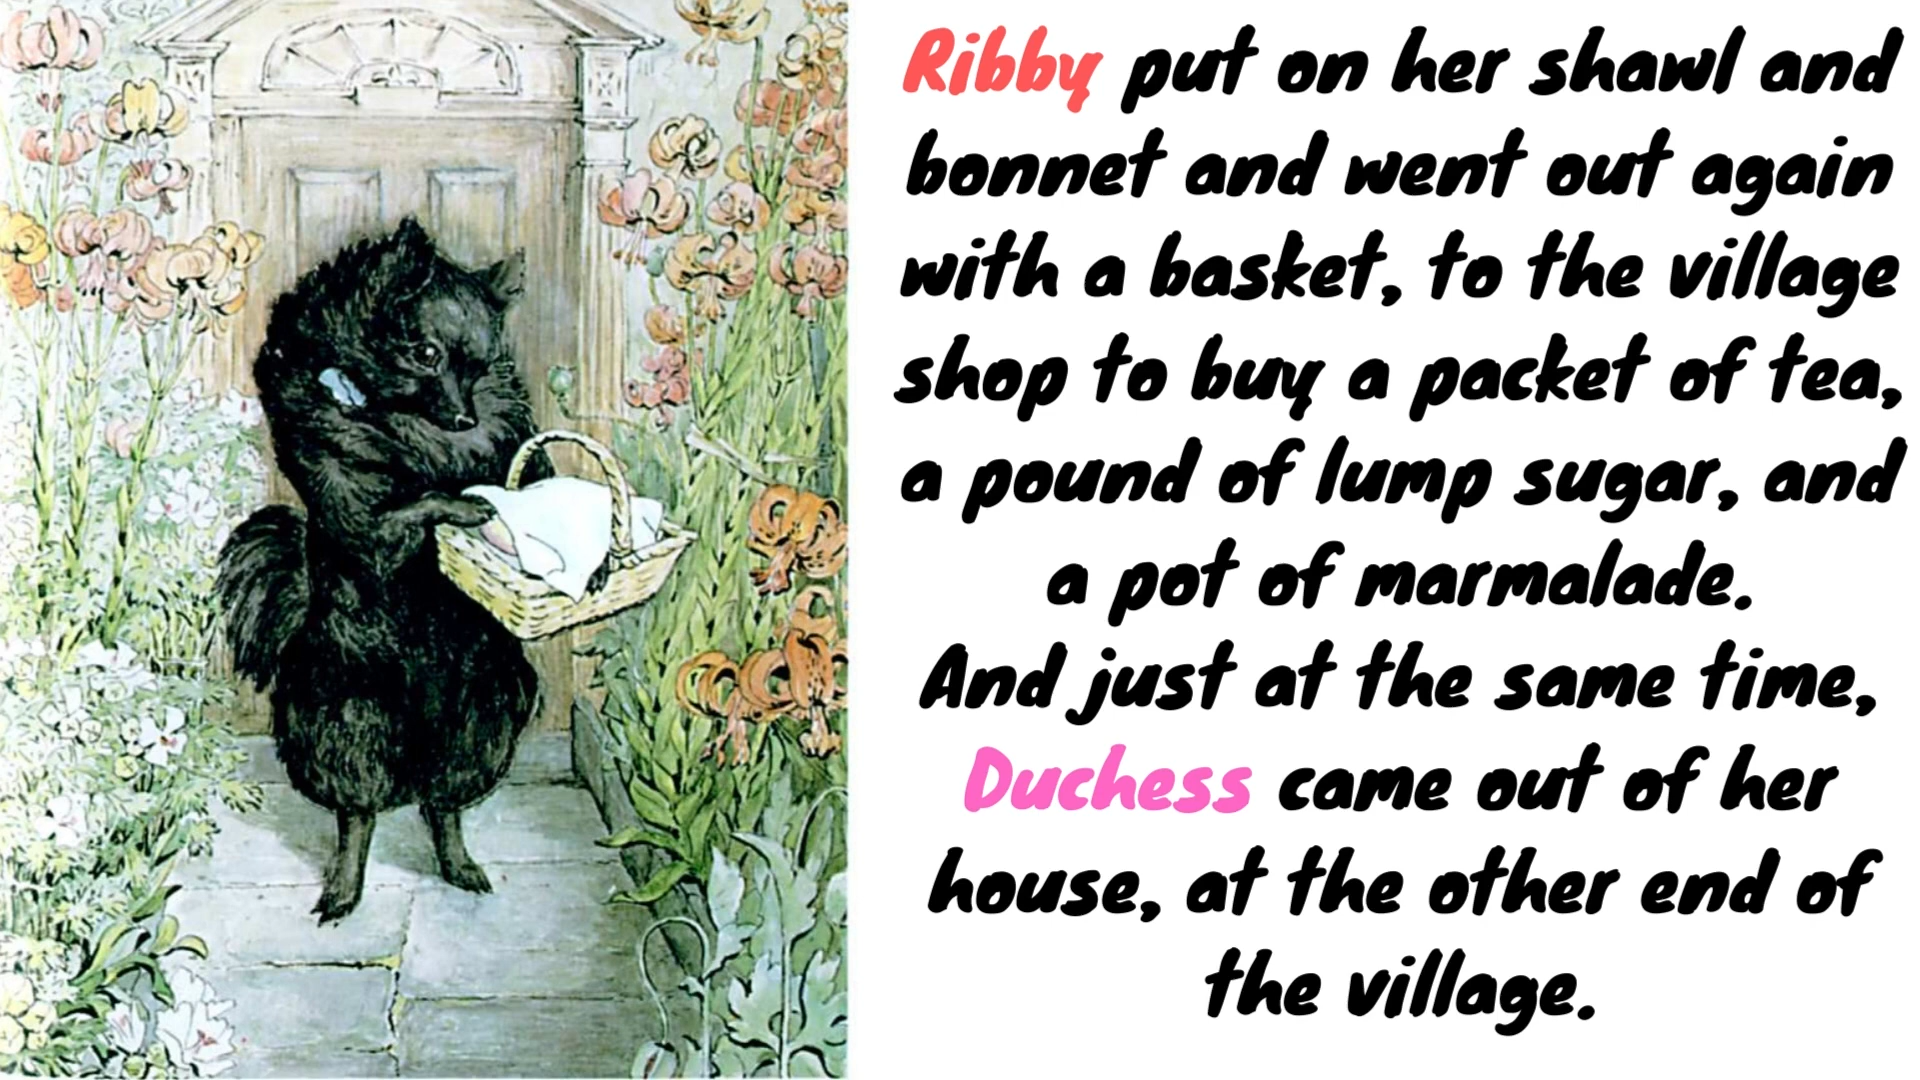 Ribby put on her shawl and
bonnet and went out again
with a basket, to the village
shop to buy a packet of tea,
a pound of lump sugar, and
a pot of marmalade.
And just at the same time,
Duchess came out of her
house, at the other end of
the village.